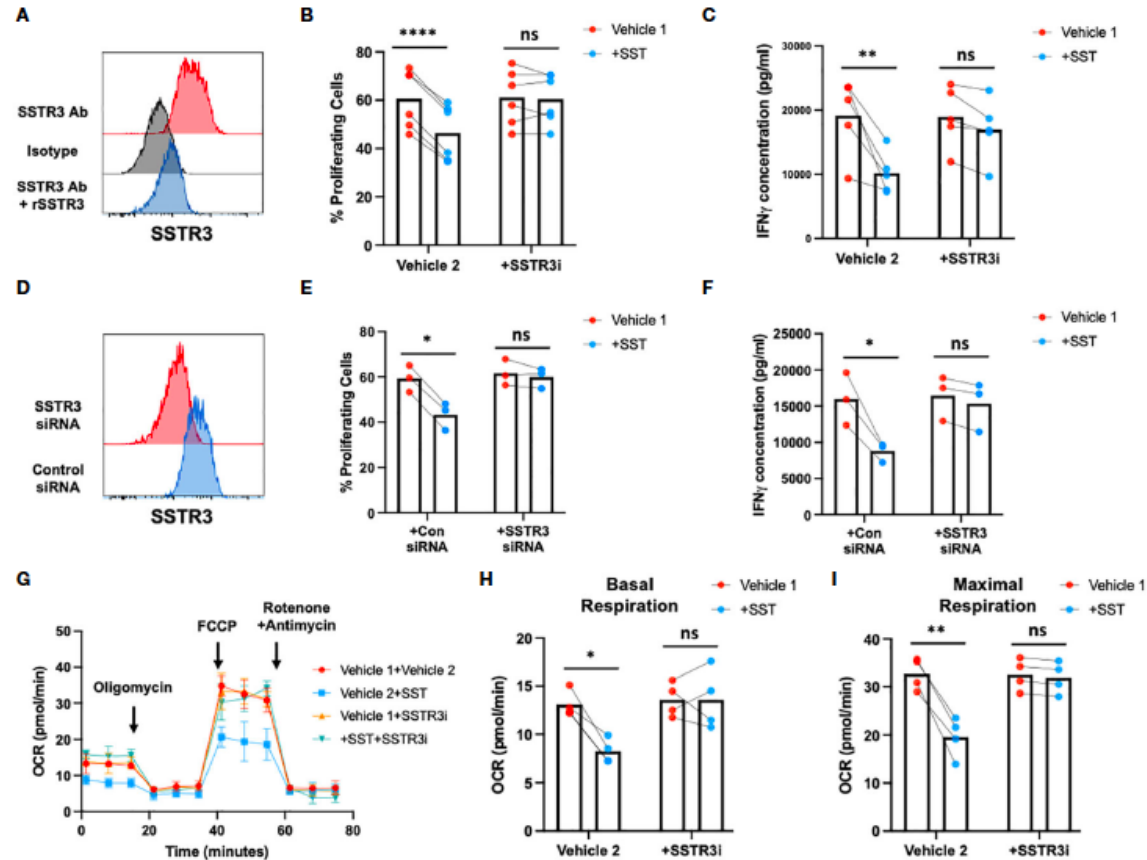 A
SSTR3 Ab
Isotype
SSTR3 Ab
+ rSSTR3
SSTR3
B
% Proliferating Cells
80
60
40
20
0
****
ns
Vehicle 2
+SSTR3i
Vehicle 1
+SST
C
IFNγ concentration (pg/ml)
30000
20000
10000
0
**
ns
Vehicle 2
+SSTR3i
Vehicle 1
+SST
D
SSTR3
siRNA
Control
siRNA
SSTR3
E
% Proliferating Cells
80
60
40
20
0
*
ns
+Con
siRNA
+SSTR3
siRNA
Vehicle 1
+SST
F
IFNγ concentration (pg/ml)
25000
20000
15000
10000
5000
0
*
ns
+Con
siRNA
+SSTR3
siRNA
Vehicle 1
+SST
G
OCR (pmol/min)
50
40
30
20
10
0
0
20
40
60
80
Time (minutes)
Oligomycin
FCCP
Rotenone
+Antimycin
Vehicle 1+Vehicle 2
Vehicle 2+SST
Vehicle 1+SSTR3i
+SST+SSTR3i
H
Basal
Respiration
OCR (pmol/min)
20
15
10
5
0
*
ns
Vehicle 2
+SSTR3i
Vehicle 1
+SST
I
Maximal
Respiration
OCR (pmol/min)
40
30
20
10
0
**
ns
Vehicle 2
+SSTR3i
Vehicle 1
+SST